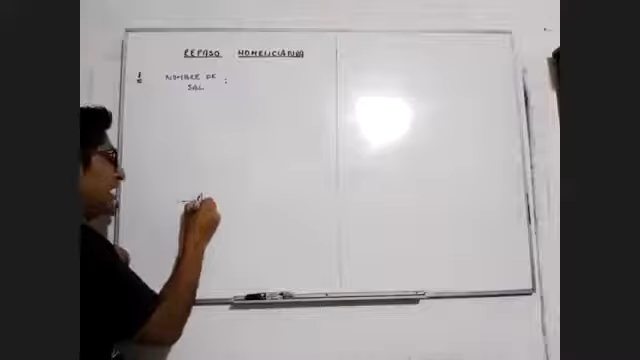 REPASO NOMENCLATURA
1= NOMBRE DE
SAL :